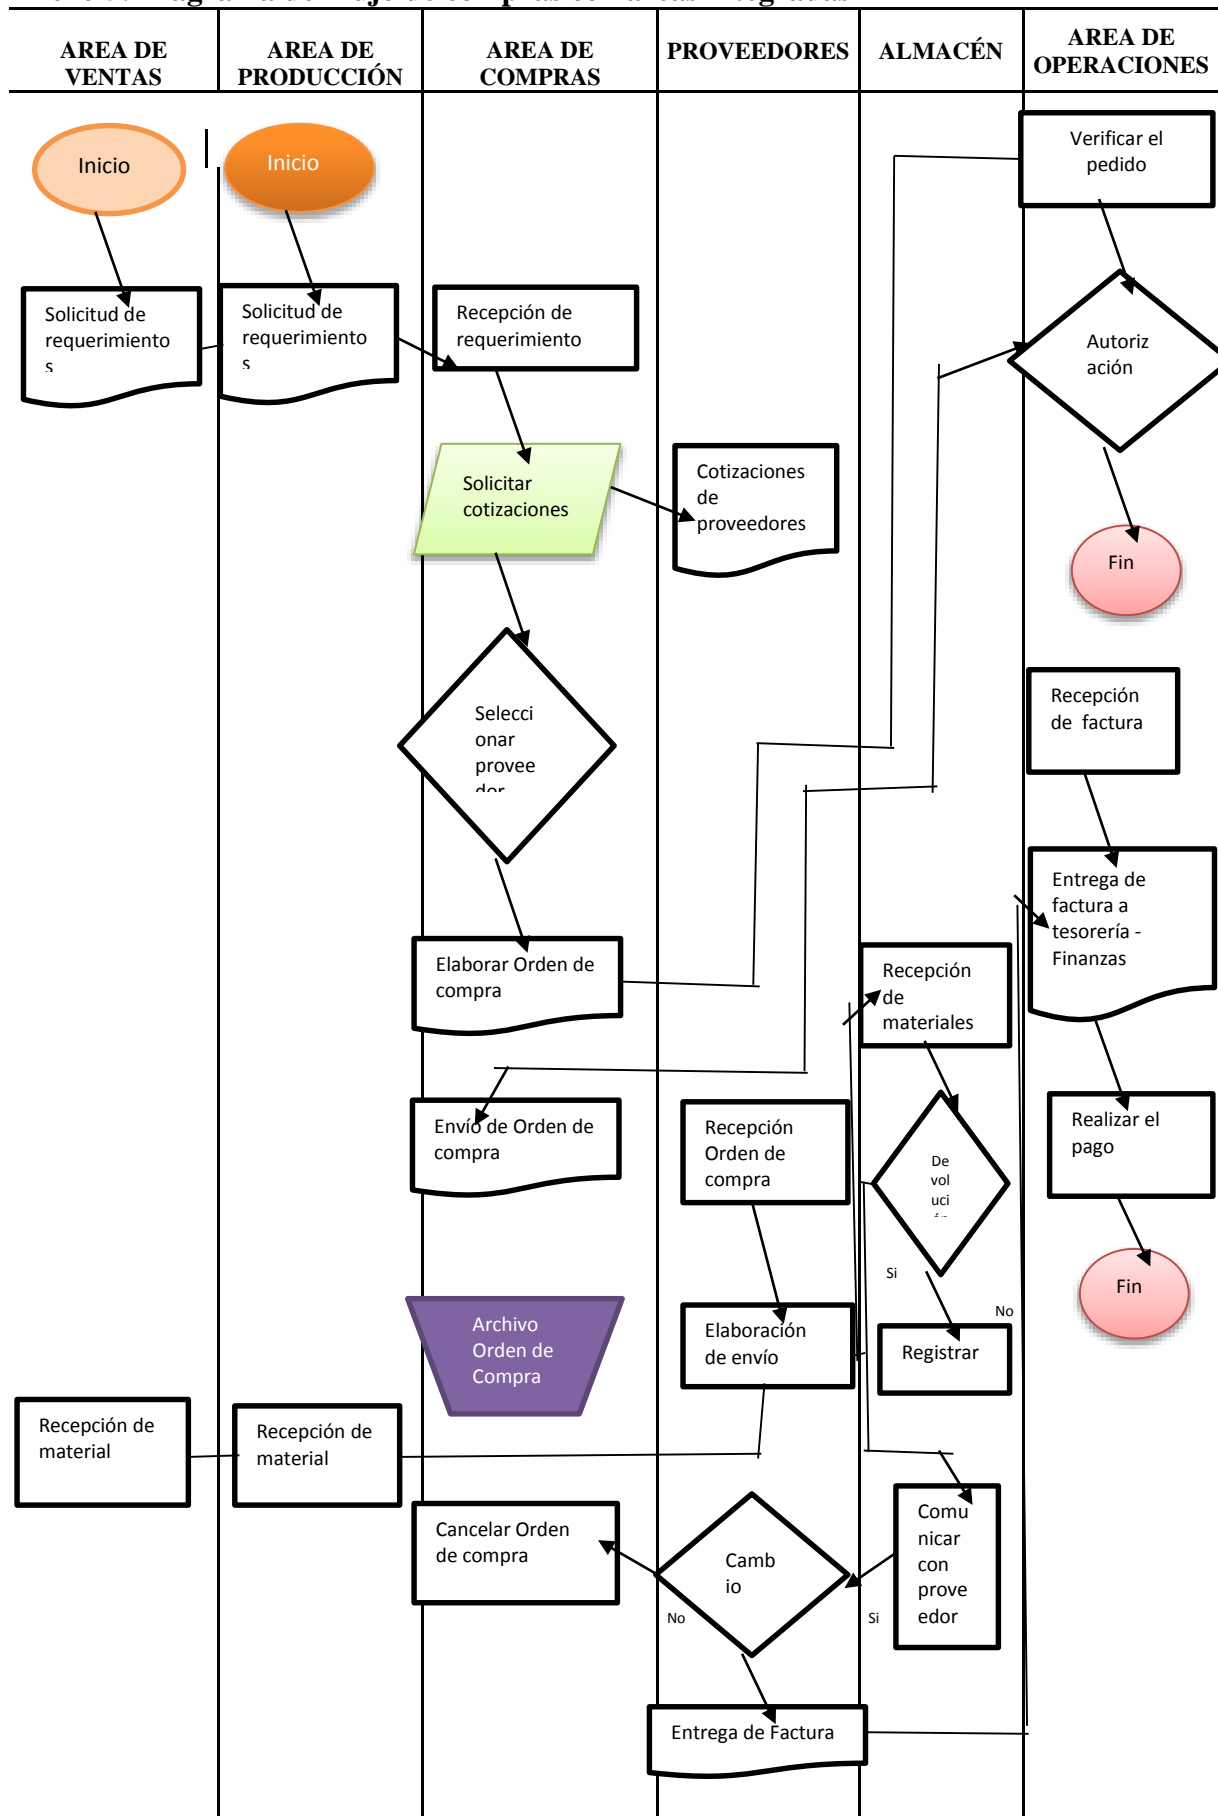 AREA DE
VENTAS
AREA DE
PRODUCCIÓN
AREA DE
COMPRAS
PROVEEDORES
ALMACÉN
AREA DE
OPERACIONES
Inicio
Inicio
Verificar el
pedido
Solicitud de
requerimiento
s
Solicitud de
requerimiento
s
Recepción de
requerimiento
Autoriz
ación
Solicitar
cotizaciones
Cotizaciones
de
proveedores
Fin
Selecci
onar
provee
dor
Recepción
de factura
Entrega de
factura a
tesorería -
Finanzas
Elaborar Orden de
compra
Recepción
de
materiales
Envío de Orden de
compra
Recepción
Orden de
compra
De
vol
uci
Realizar el
pago
Si
No
Fin
Archivo
Orden de
Compra
Elaboración
de envío
Registrar
Recepción de
material
Recepción de
material
Cancelar Orden
de compra
Camb
io
Comu
nicar
con
prove
edor
No
Si
Entrega de Factura